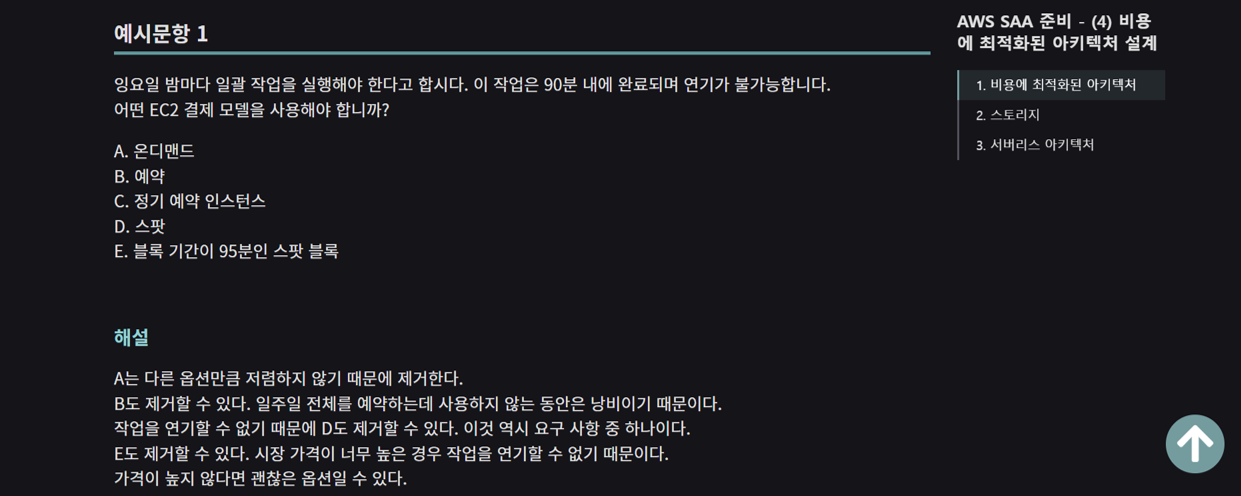 예시문항 1
잉요일 밤마다 일괄 작업을 실행해야 한다고 합시다. 이 작업은 90분 내에 완료되며 연기가 불가능합니다.
어떤 EC2 결제 모델을 사용해야 합니까?
A. 온디맨드
B. 예약
C. 정기 예약 인스턴스
D. 스팟
E. 블록 기간이 95분인 스팟 블록
해설
A는 다른 옵션만큼 저렴하지 않기 때문에 제거한다.
B도 제거할 수 있다. 일주일 전체를 예약하는데 사용하지 않는 동안은 낭비이기 때문이다.
작업을 연기할 수 없기 때문에 D도 제거할 수 있다. 이것 역시 요구 사항 중 하나이다.
E도 제거할 수 있다. 시장 가격이 너무 높은 경우 작업을 연기할 수 없기 때문이다.
가격이 높지 않다면 괜찮은 옵션일 수 있다.
AWS SAA 준비 - (4) 비용
에 최적화된 아키텍처 설계
1. 비용에 최적화된 아키텍처
2. 스토리지
3. 서버리스 아키텍처